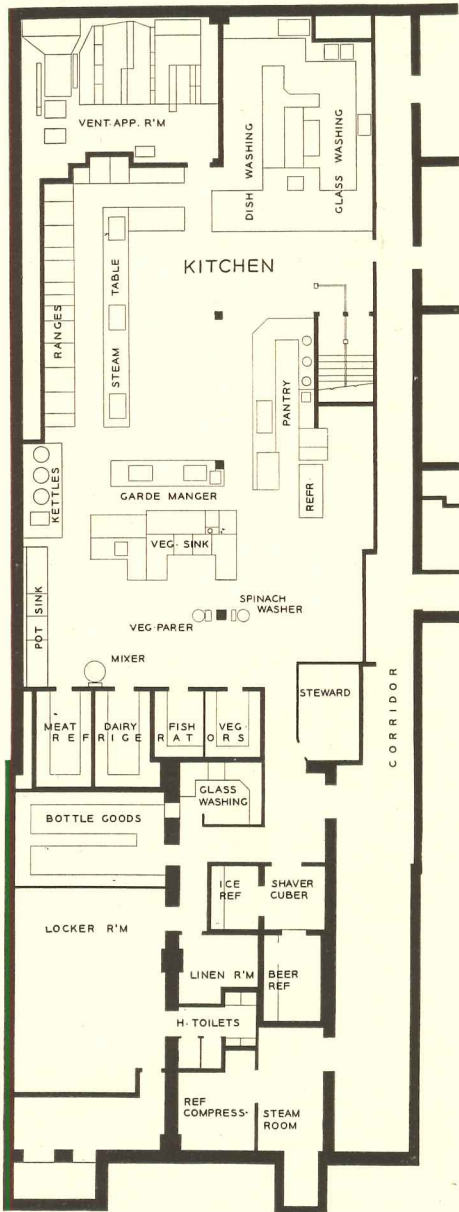 VENT. APP. R'M
DISH WASHING
GLASS WASHING
KITCHEN
RANGES
STEAM TABLE
PANTRY
KETTLES
GARDE MANGER
REFR.
VEG. SINK
POT SINK
SPINACH
WASHER
VEG. PARER
MIXER
STEWARD
CORRIDOR
MEAT DAIRY FISH VEG
REFRIGERATORS
GLASS
WASHING
BOTTLE GOODS
ICE
REF
SHAVER
CUBER
LOCKER R'M
LINEN R'M
BEER
REF
H. TOILETS
REF
COMPRESS.
STEAM
ROOM